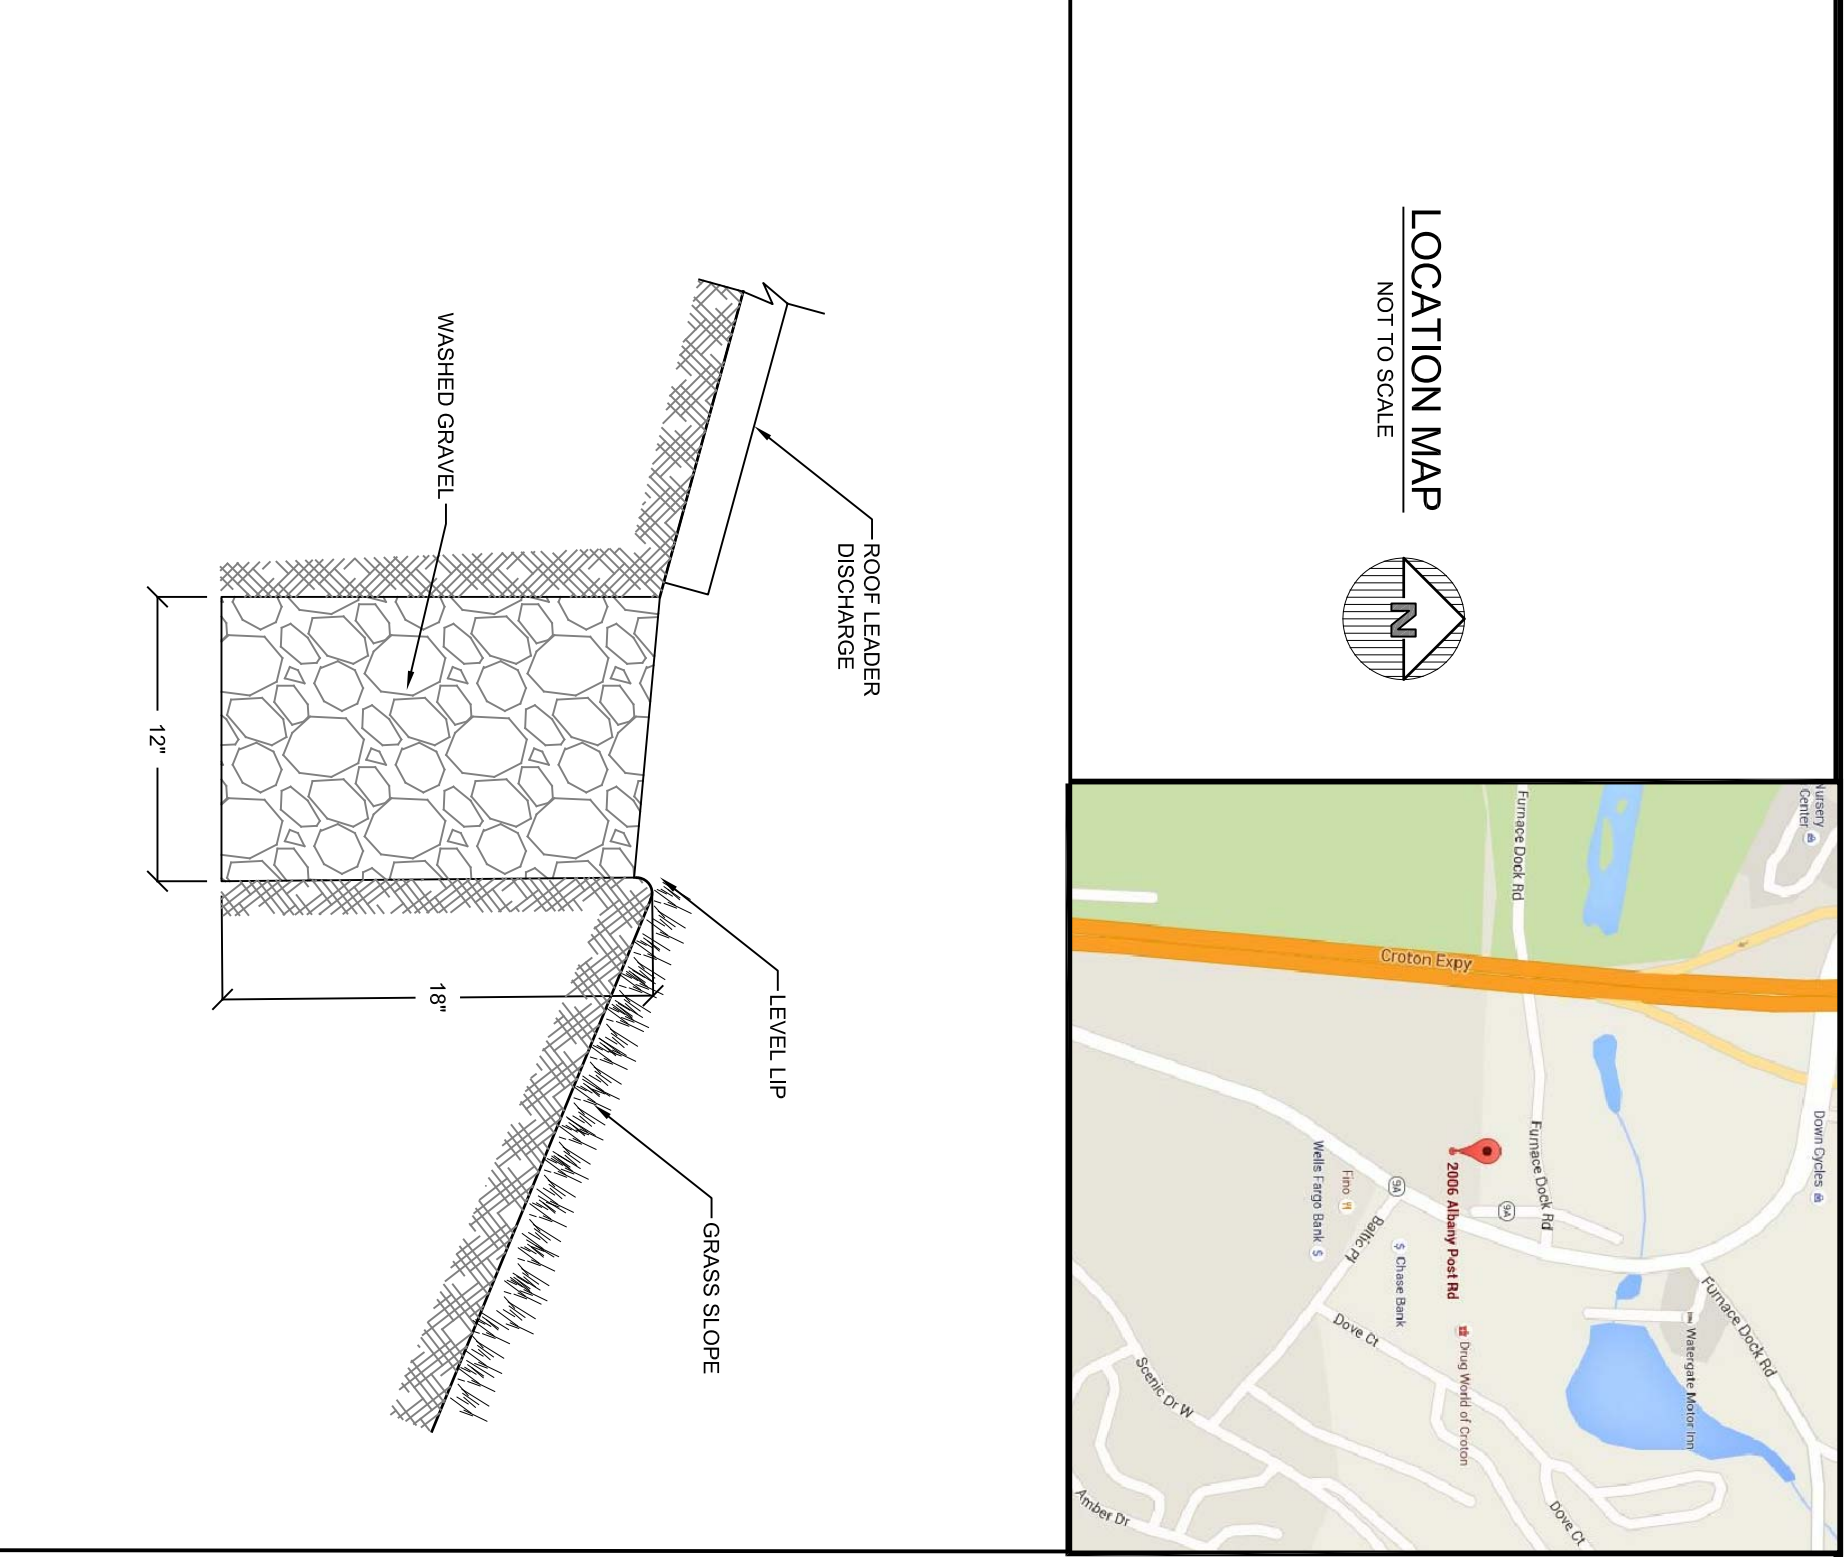 Nursery
Center
Furnace Dock Rd
Croton Expy
Down Cycles
Furnace Dock Rd
2006 Albany Post Rd
9A
9A
Wells Fargo Bank
Fino
Baltic Pl
Chase Bank
Furnace Dock Rd
Watergate Motor Inn
Dove Ct
Drug World of Croton
Scenic Dr W
Dove Ct
Amber Dr
LOCATION MAP
NOT TO SCALE
N
ROOF LEADER
DISCHARGE
LEVEL LIP
GRASS SLOPE
WASHED GRAVEL
18"
12"